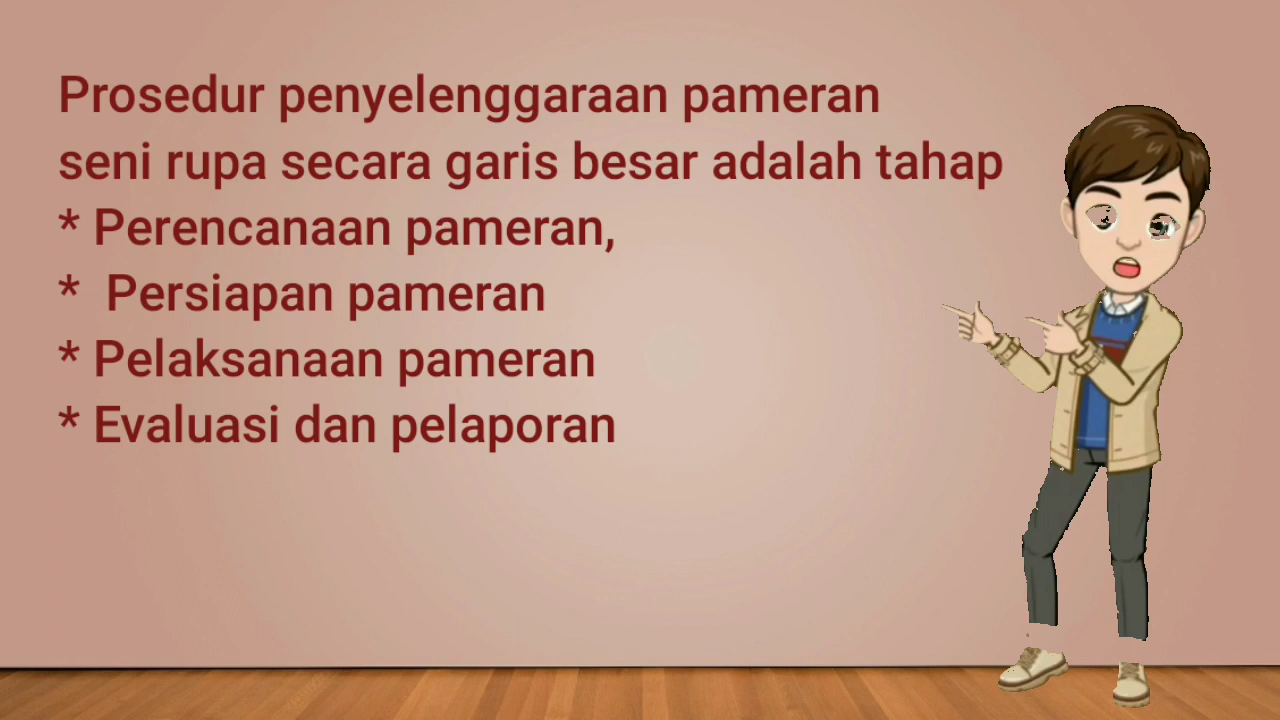 Prosedur penyelenggaraan pameran
seni rupa secara garis besar adalah tahap
* Perencanaan pameran,
*  Persiapan pameran
* Pelaksanaan pameran
* Evaluasi dan pelaporan